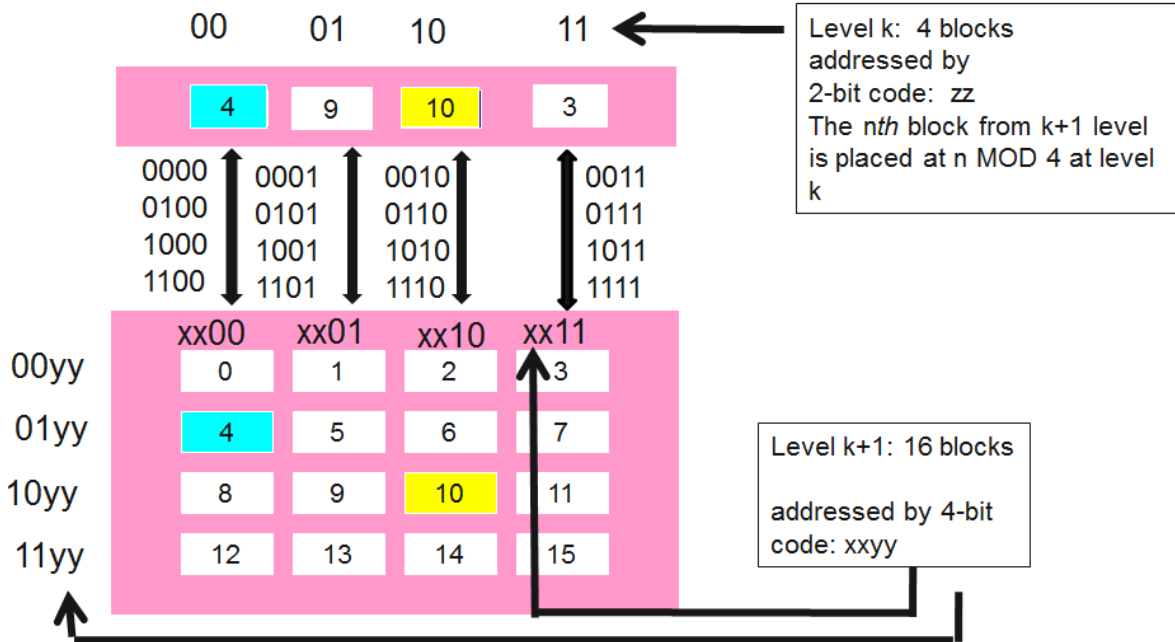 00 01 10 11
Level k: 4 blocks
addressed by
2-bit code: zz
The nth block from k+1 level
is placed at n MOD 4 at level
k
4 9 10 3
0000 0001 0010 0011
0100 0101 0110 0111
1000 1001 1010 1011
1100 1101 1110 1111
xx00 xx01 xx10 xx11
00yy 0 1 2 3
01yy 4 5 6 7
10yy 8 9 10 11
11yy 12 13 14 15
Level k+1: 16 blocks
addressed by 4-bit
code: xxyy